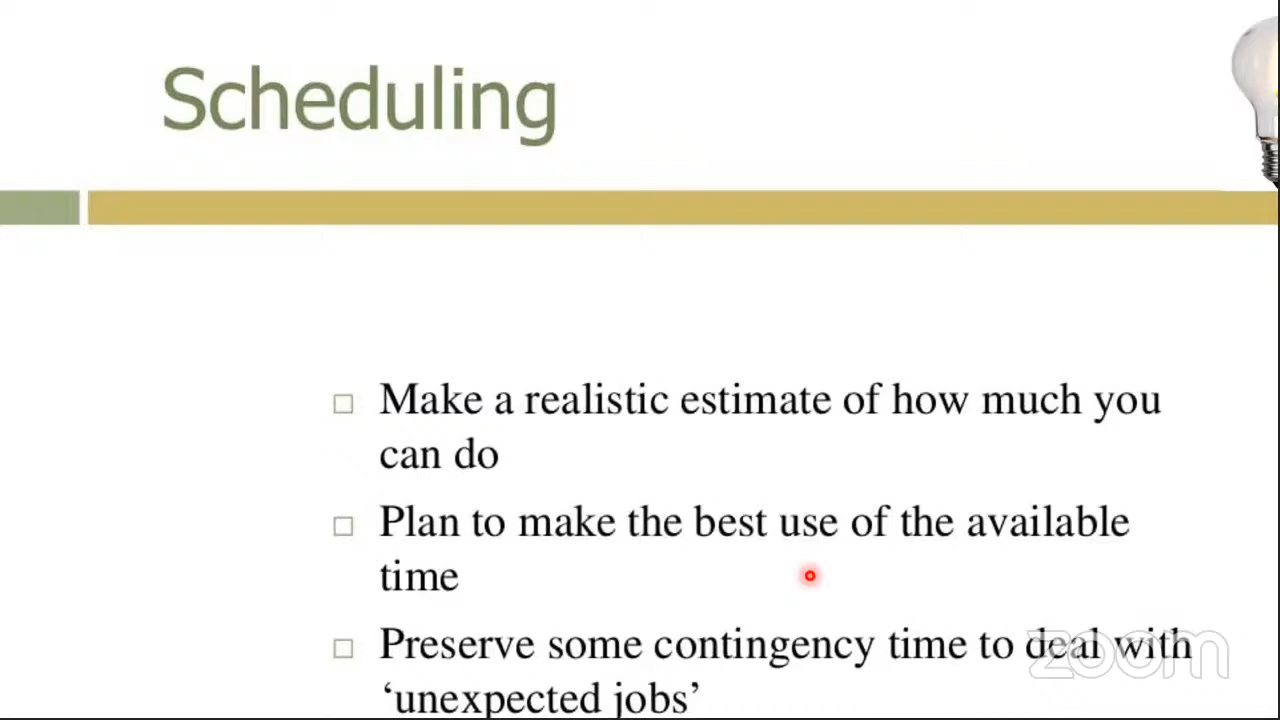 Scheduling
Make a realistic estimate of how much you
can do
Plan to make the best use of the available
time
Preserve some contingency time to deal with
‘unexpected jobs’
zoom